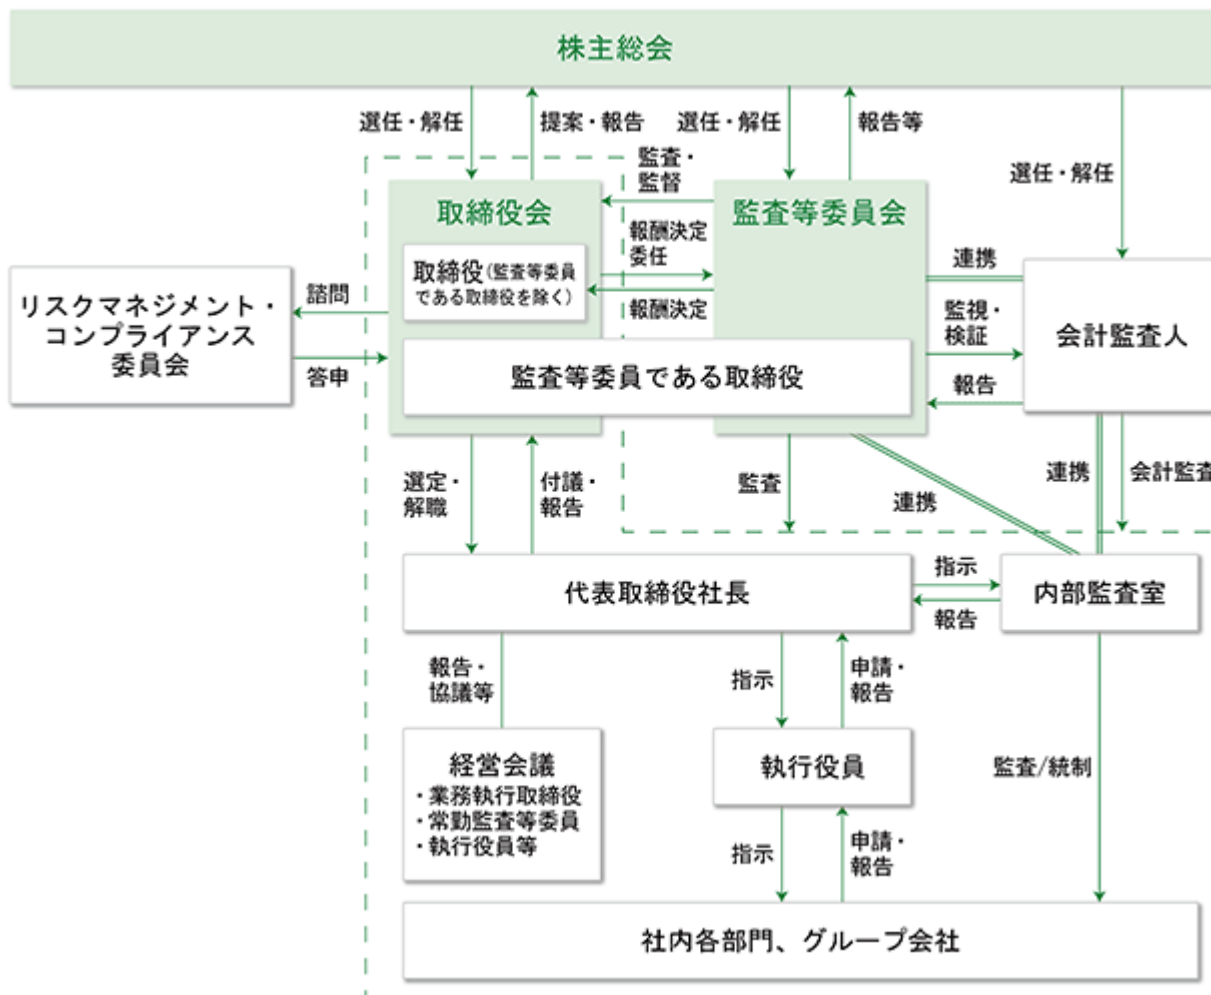 株主総会
選任・解任
提案・報告
選任・解任
報告等
選任・解任
監査・
監督
取締役会
監査等委員会
報酬決定
委任
取締役(監査等委員
である取締役を除く)
報酬決定
連携
監視・
検証
報告
会計監査人
諮問
リスクマネジメント・
コンプライアンス
委員会
答申
監査等委員である取締役
選定・
解職
付議・
報告
監査
連携
連携
会計監査
代表取締役社長
指示
報告
内部監査室
報告・
協議等
指示
申請・
報告
経営会議
・業務執行取締役
・常勤監査等委員
・執行役員等
執行役員
監査/統制
指示
申請・
報告
社内各部門、グループ会社